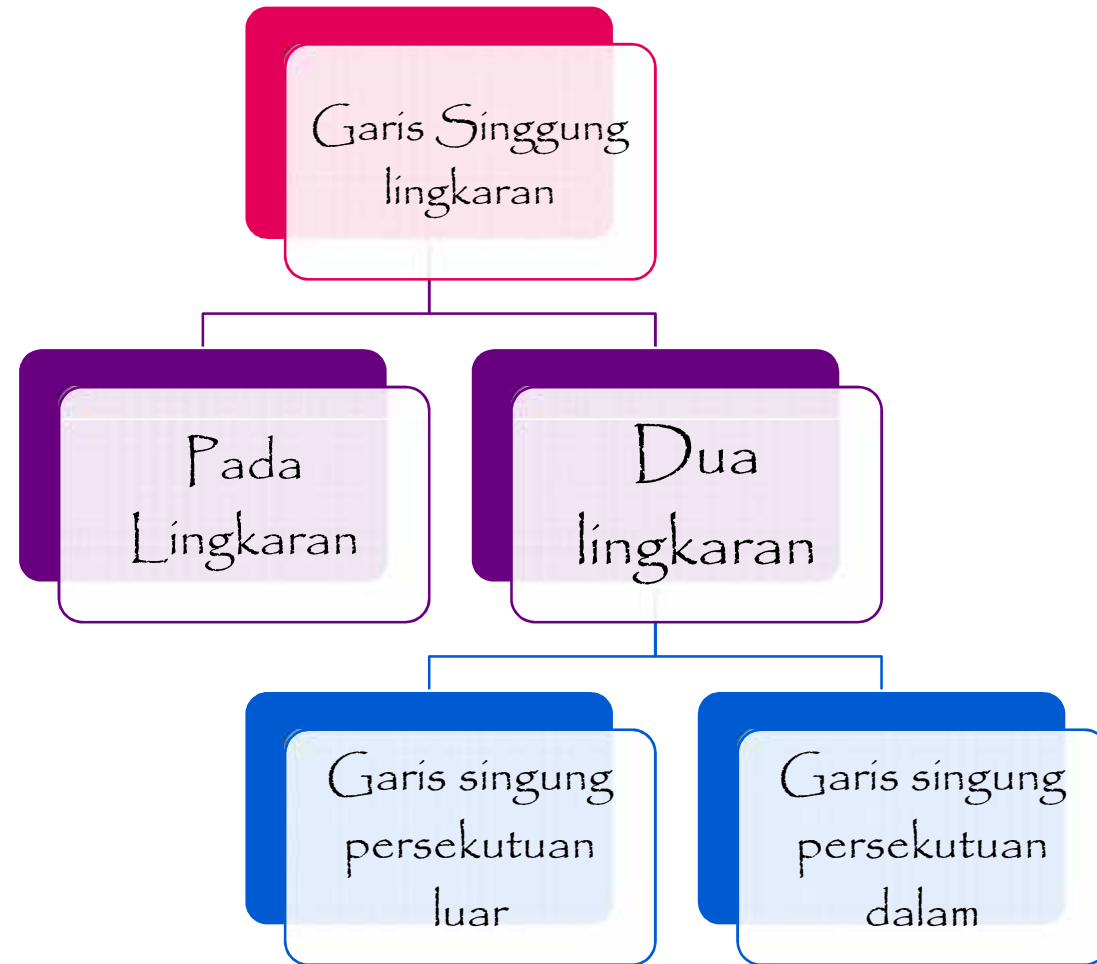 Garis Singgung
lingkaran
Pada
Lingkaran
Dua
lingkaran
Garis singung
persekutuan
luar
Garis singung
persekutuan
dalam